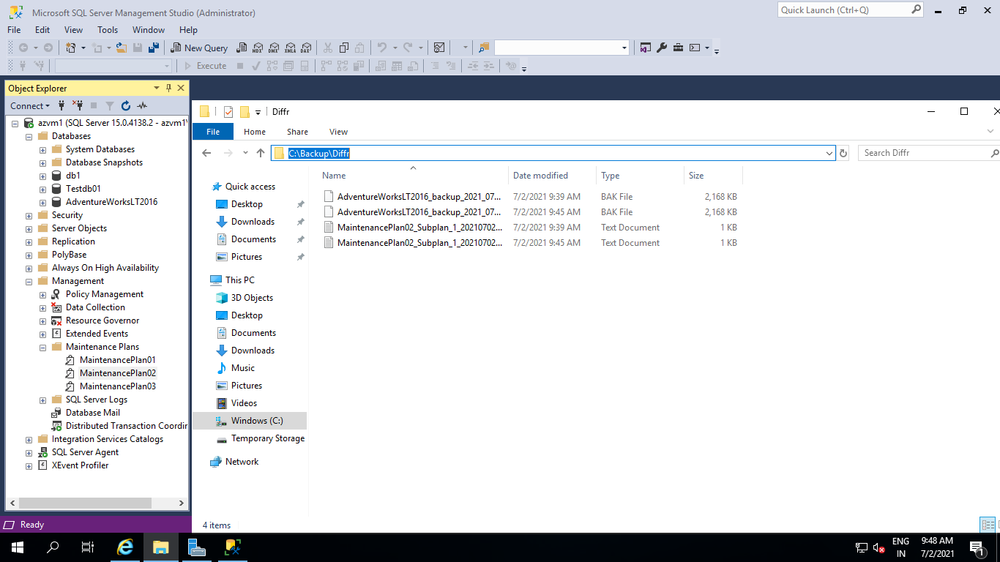 Microsoft SQL Server Management Studio (Administrator)
Quick Launch (Ctrl+Q)
File Edit View Tools Window Help
New Query MDX DMX XMLA DAX
Execute
Object Explorer
Connect
azvm1 (SQL Server 15.0.4138.2 - azvm1\
Databases
System Databases
Database Snapshots
db1
Testdb01
AdventureWorksLT2016
Security
Server Objects
Replication
PolyBase
Always On High Availability
Management
Policy Management
Data Collection
Resource Governor
Extended Events
Maintenance Plans
MaintenancePlan01
MaintenancePlan02
MaintenancePlan03
SQL Server Logs
Database Mail
Distributed Transaction Coordin
Integration Services Catalogs
SQL Server Agent
XEvent Profiler
Ready
Diffr
File Home Share View
C:\Backup\Diffr
Search Diffr
Quick access
Desktop
Downloads
Documents
Pictures
This PC
3D Objects
Desktop
Documents
Downloads
Music
Pictures
Videos
Windows (C:)
Temporary Storage
Network
Name Date modified Type Size
AdventureWorksLT2016_backup_2021_07... 7/2/2021 9:39 AM BAK File 2,168 KB
AdventureWorksLT2016_backup_2021_07... 7/2/2021 9:45 AM BAK File 2,168 KB
MaintenancePlan02_Subplan_1_20210702... 7/2/2021 9:39 AM Text Document 1 KB
MaintenancePlan02_Subplan_1_20210702... 7/2/2021 9:45 AM Text Document 1 KB
4 items
ENG
IN
9:48 AM
7/2/2021
1